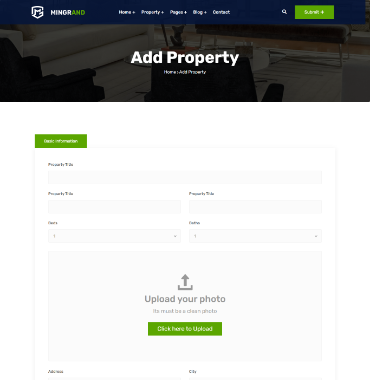 MINGRAND
Home + Property + Pages + Blog + Contact
Submit +
Add Property
Home : Add Property
Basic Information
Property Title
Property Title Property Title
Beds Baths
1 1
Upload your photo
Its must be a clean photo
Click here to Upload
Address City